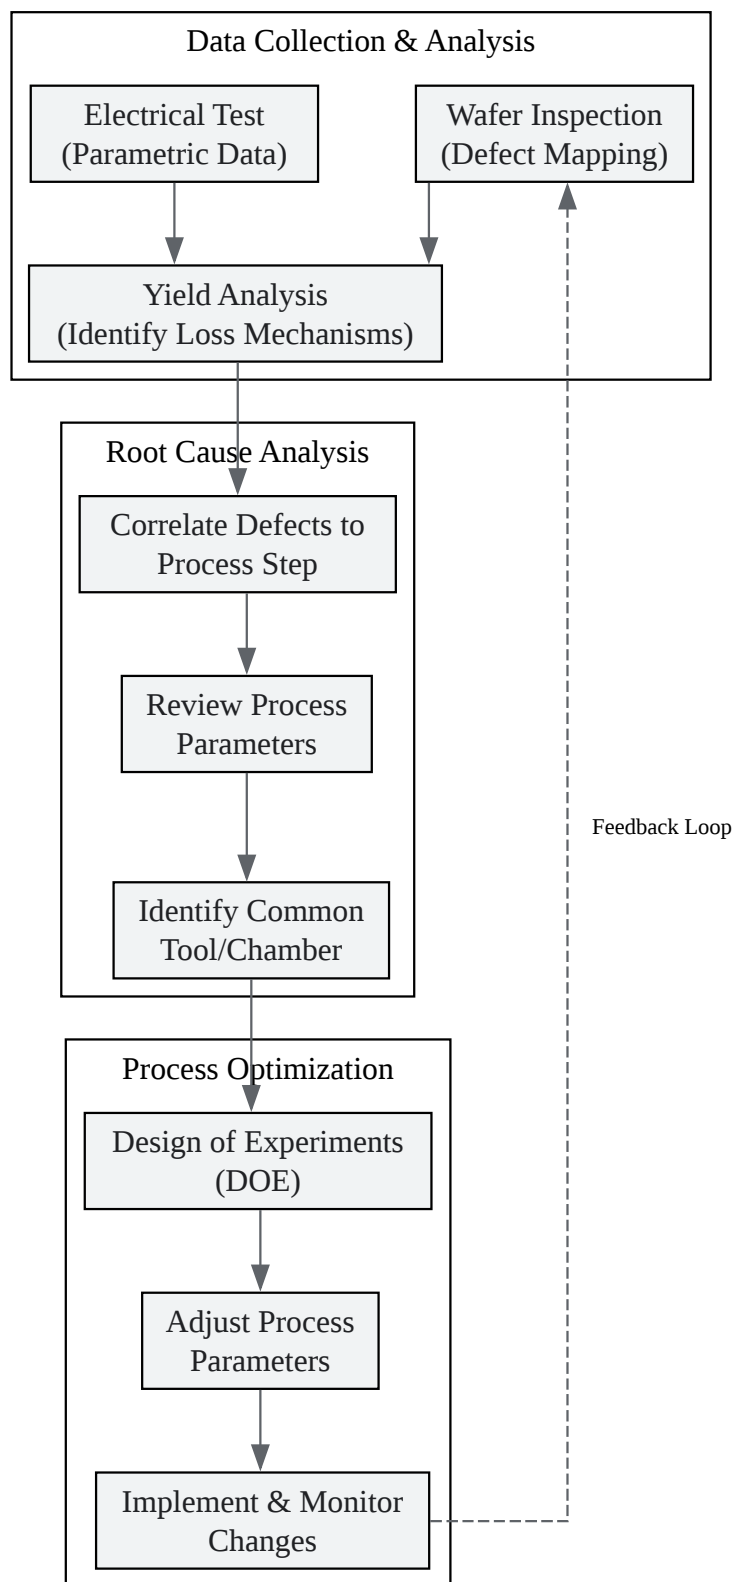 Data Collection & Analysis
Electrical Test
(Parametric Data)
Wafer Inspection
(Defect Mapping)
Yield Analysis
(Identify Loss Mechanisms)
Root Cause Analysis
Correlate Defects to
Process Step
Review Process
Parameters
Feedback Loop
Identify Common
Tool/Chamber
Process Optimization
Design of Experiments
(DOE)
Adjust Process
Parameters
Implement & Monitor
Changes